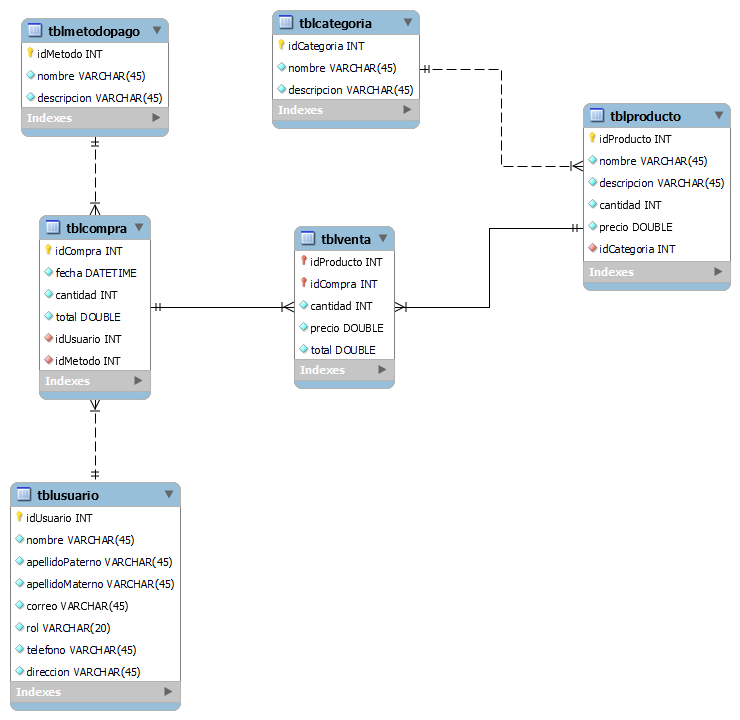 tblmetodopago
idMetodo INT
nombre VARCHAR(45)
descripcion VARCHAR(45)
Indexes
tblcategoria
idCategoria INT
nombre VARCHAR(45)
descripcion VARCHAR(45)
Indexes
tblproducto
idProducto INT
nombre VARCHAR(45)
descripcion VARCHAR(45)
cantidad INT
precio DOUBLE
idCategoria INT
Indexes
tblcompra
idCompra INT
fecha DATETIME
cantidad INT
total DOUBLE
idUsuario INT
idMetodo INT
Indexes
tblventa
idProducto INT
idCompra INT
cantidad INT
precio DOUBLE
total DOUBLE
Indexes
tblusuario
idUsuario INT
nombre VARCHAR(45)
apellidoPaterno VARCHAR(45)
apellidoMaterno VARCHAR(45)
correo VARCHAR(45)
rol VARCHAR(20)
telefono VARCHAR(45)
direccion VARCHAR(45)
Indexes